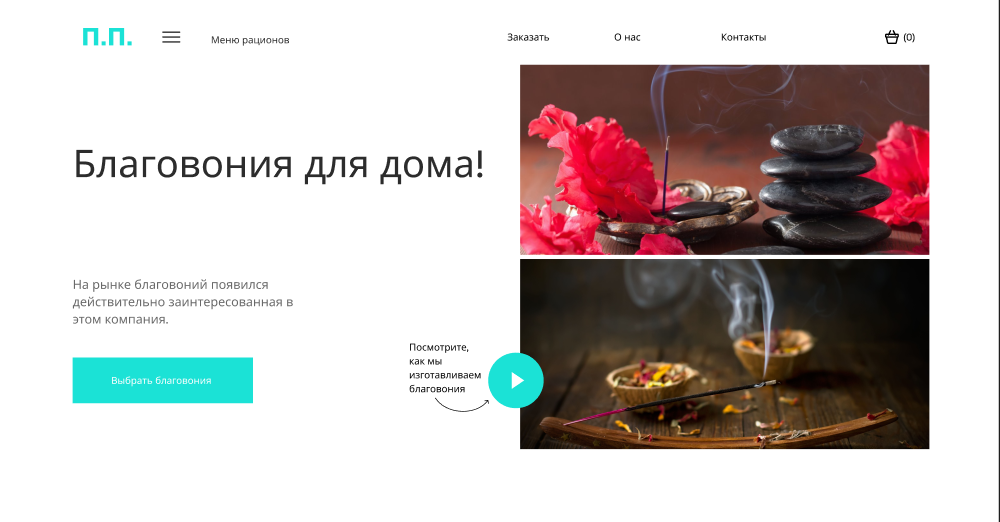 П.П.
Меню рационов
Заказать
О нас
Контакты
(0)
Благовония для дома!
На рынке благовоний появился
действительно заинтересованная в
этом компания.
Выбрать благовония
Посмотрите,
как мы
изготавливаем
благовония